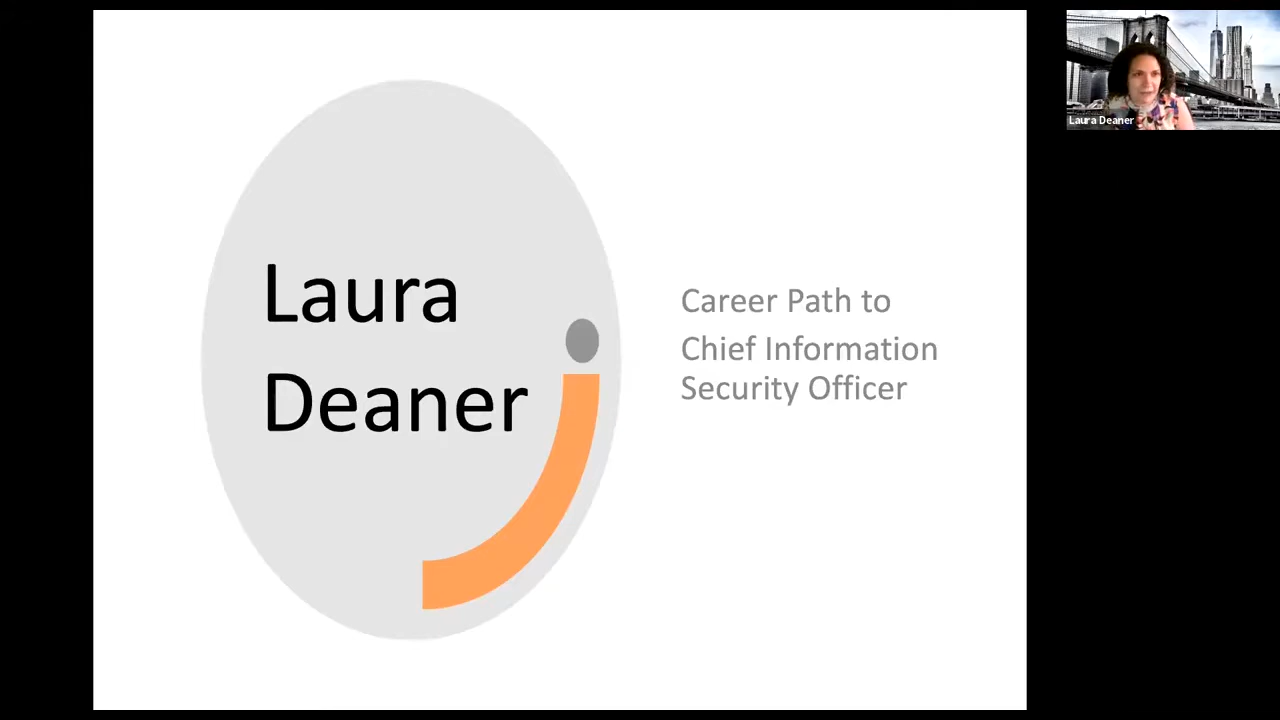 Laura
Deaner
Career Path to
Chief Information
Security Officer
Laura Deaner